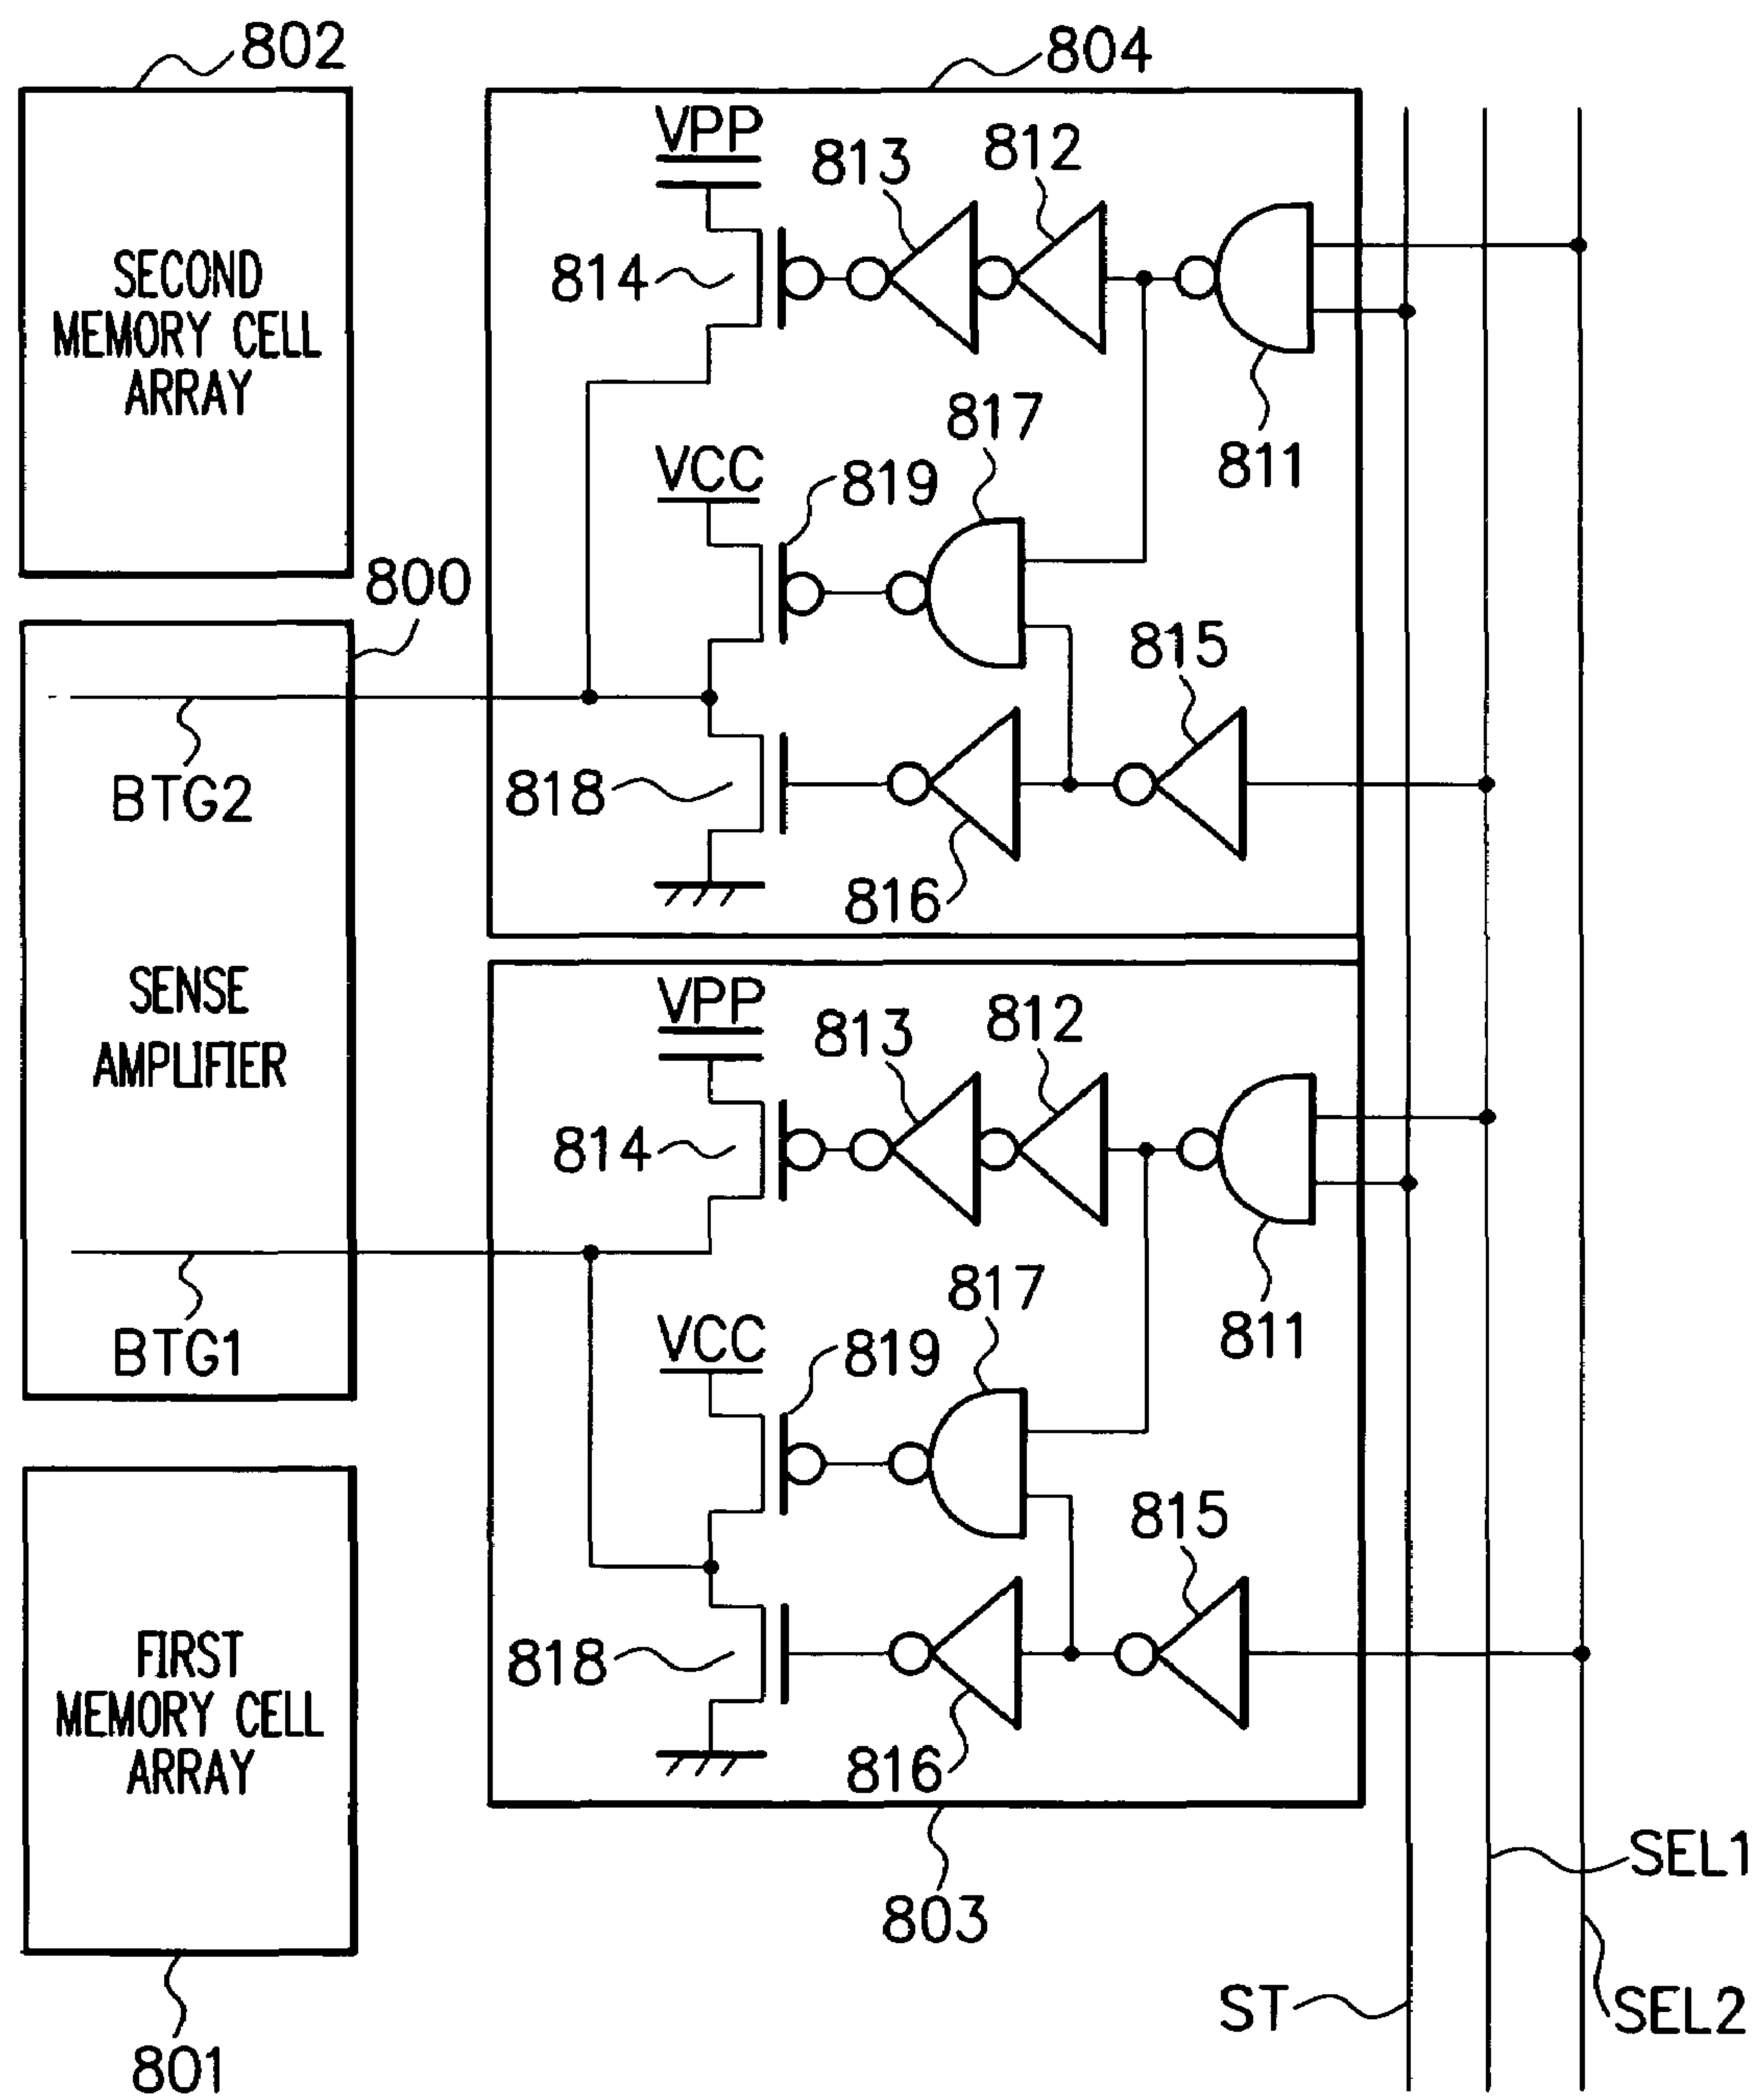 802
804
VPP
813
812
SECOND
MEMORY CELL
ARRAY
814
817
811
VCC
819
800
815
BTG2
818
816
SENSE
AMPLIFIER
VPP
813
812
814
817
811
BTG1
VCC
819
815
FIRST
MEMORY CELL
ARRAY
818
816
803
SEL1
ST
SEL2
801